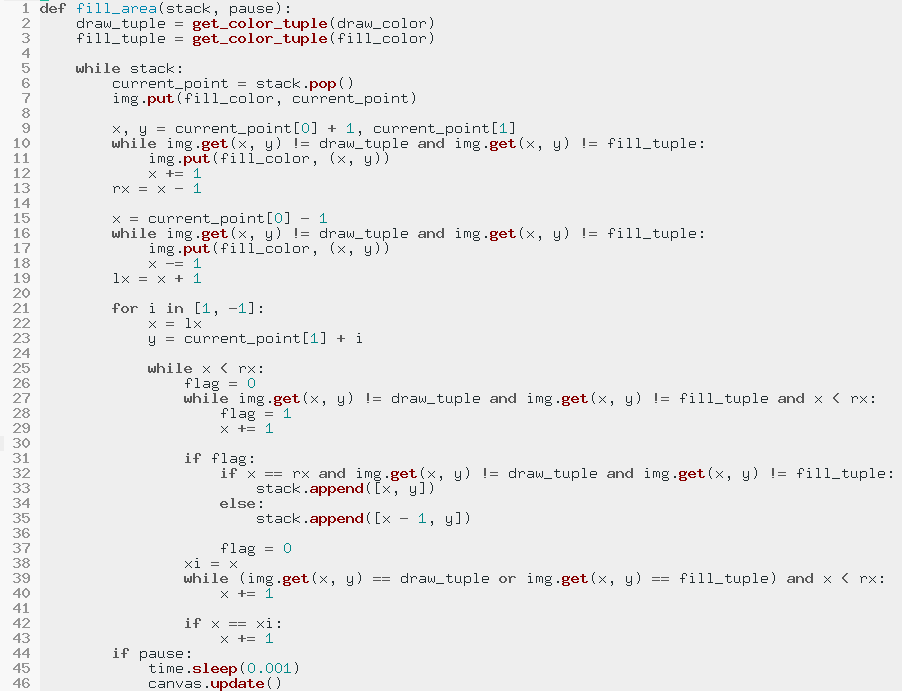 1 def fill_area(stack, pause):
2     draw_tuple = get_color_tuple(draw_color)
3     fill_tuple = get_color_tuple(fill_color)
4
5     while stack:
6         current_point = stack.pop()
7         img.put(fill_color, current_point)
8
9         x, y = current_point[0] + 1, current_point[1]
10         while img.get(x, y) != draw_tuple and img.get(x, y) != fill_tuple:
11             img.put(fill_color, (x, y))
12             x += 1
13         rx = x - 1
14
15         x = current_point[0] - 1
16         while img.get(x, y) != draw_tuple and img.get(x, y) != fill_tuple:
17             img.put(fill_color, (x, y))
18             x -= 1
19         lx = x + 1
20
21         for i in [1, -1]:
22             x = lx
23             y = current_point[1] + i
24
25             while x < rx:
26                 flag = 0
27                 while img.get(x, y) != draw_tuple and img.get(x, y) != fill_tuple and x < rx:
28                     flag = 1
29                     x += 1
30
31                 if flag:
32                     if x == rx and img.get(x, y) != draw_tuple and img.get(x, y) != fill_tuple:
33                         stack.append([x, y])
34                     else:
35                         stack.append([x - 1, y])
36
37                     flag = 0
38                 xi = x
39                 while (img.get(x, y) == draw_tuple or img.get(x, y) == fill_tuple) and x < rx:
40                     x += 1
41
42                 if x == xi:
43                     x += 1
44         if pause:
45             time.sleep(0.001)
46             canvas.update()